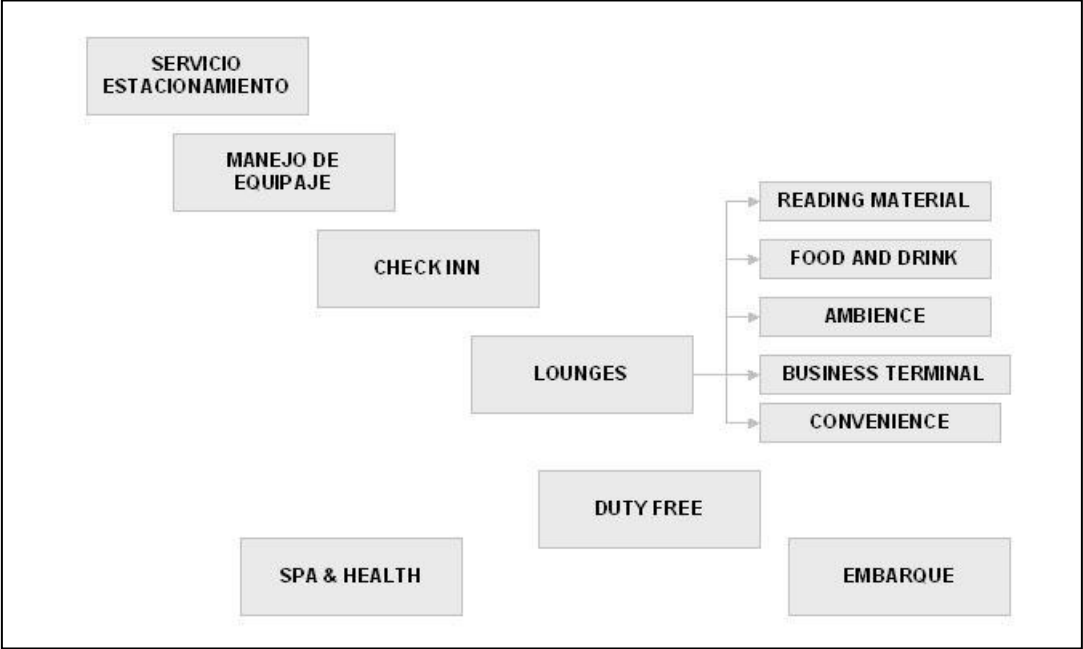 SERVICIO
ESTACIONAMIENTO
MANEJO DE
EQUIPAJE
CHECK INN
LOUNGES
READING MATERIAL
FOOD AND DRINK
AMBIENCE
BUSINESS TERMINAL
CONVENIENCE
DUTY FREE
SPA & HEALTH
EMBARQUE